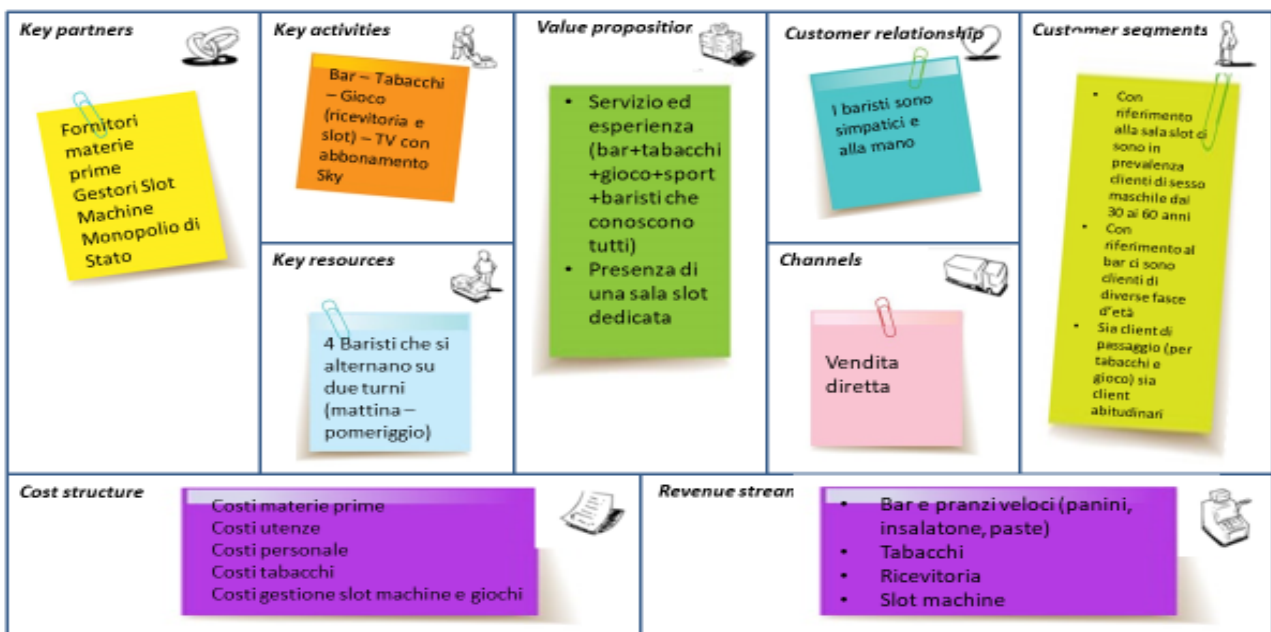 Key partners
Fornitori
materie
prime
Gestori Slot
Machine
Monopolio di
Stato
Key activities
Bar – Tabacchi
– Gioco
(ricevitoria e
slot) – TV con
abbonamento
Sky
Key resources
4 Baristi che si
alternano su
due turni
(mattina –
pomeriggio)
Value proposition
• Servizio ed
esperienza
(bar+tabacchi
+gioco+sport
+baristi che
conoscono
tutti)
• Presenza di
una sala slot
dedicata
Customer relationship
I baristi sono
simpatici e
alla mano
Channels
Vendita
diretta
Customer segments
• Con
riferimento
alla sala slot ci
sono in
prevalenza
clienti di sesso
maschile dai
30 ai 60 anni
• Con
riferimento al
bar ci sono
clienti di
diverse fasce
d'età
• Sia client di
passaggio (per
tabacchi e
gioco) sia
client
abitudinari
Cost structure
Costi materie prime
Costi utenze
Costi personale
Costi tabacchi
Costi gestione slot machine e giochi
Revenue stream
• Bar e pranzi veloci (panini,
insalatone, paste)
• Tabacchi
• Ricevitoria
• Slot machine